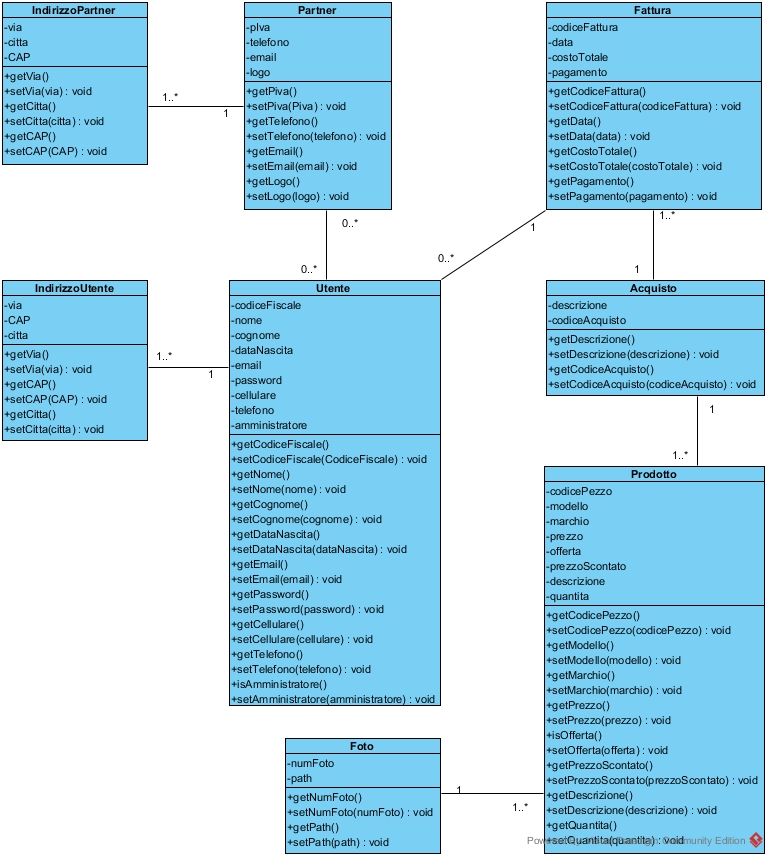 IndirizzoPartner
-via
-citta
-CAP
+getVia()
+setVia(via) : void
+getCitta()
+setCitta(citta) : void
+getCAP()
+setCAP(CAP) : void
1..*
1
Partner
-pIva
-telefono
-email
-logo
+getPiva()
+setPiva(Piva) : void
+getTelefono()
+setTelefono(telefono) : void
+getEmail()
+setEmail(email) : void
+getLogo()
+setLogo(logo) : void
0..*
0..*
Fattura
-codiceFattura
-data
-costoTotale
-pagamento
+getCodiceFattura()
+setCodiceFattura(codiceFattura) : void
+getData()
+setData(data) : void
+getCostoTotale()
+setCostoTotale(costoTotale) : void
+getPagamento()
+setPagamento(pagamento) : void
1
0..*
1..*
1
IndirizzoUtente
-via
-CAP
-citta
+getVia()
+setVia(via) : void
+getCAP()
+setCAP(CAP) : void
+getCitta()
+setCitta(citta) : void
1..*
1
Utente
-codiceFiscale
-nome
-cognome
-dataNascita
-email
-password
-cellulare
-telefono
-amministratore
+getCodiceFiscale()
+setCodiceFiscale(CodiceFiscale) : void
+getNome()
+setNome(nome) : void
+getCognome()
+setCognome(cognome) : void
+getDataNascita()
+setDataNascita(dataNascita) : void
+getEmail()
+setEmail(email) : void
+getPassword()
+setPassword(password) : void
+getCellulare()
+setCellulare(cellulare) : void
+getTelefono()
+setTelefono(telefono) : void
+isAmministratore()
+setAmministratore(amministratore) : void
Acquisto
-descrizione
-codiceAcquisto
+getDescrizione()
+setDescrizione(descrizione) : void
+getCodiceAcquisto()
+setCodiceAcquisto(codiceAcquisto) : void
1
1..*
Prodotto
-codicePezzo
-modello
-marchio
-prezzo
-offerta
-prezzoScontato
-descrizione
-quantita
+getCodicePezzo()
+setCodicePezzo(codicePezzo) : void
+getModello()
+setModello(modello) : void
+getMarchio()
+setMarchio(marchio) : void
+getPrezzo()
+setPrezzo(prezzo) : void
+isOfferta()
+setOfferta(offerta) : void
+getPrezzoScontato()
+setPrezzoScontato(prezzoScontato) : void
+getDescrizione()
+setDescrizione(descrizione) : void
+getQuantita()
+setQuantita(quantita) : void
Foto
-numFoto
-path
+getNumFoto()
+setNumFoto(numFoto) : void
+getPath()
+setPath(path) : void
1
1..*
Powered By Visual Paradigm Community Edition